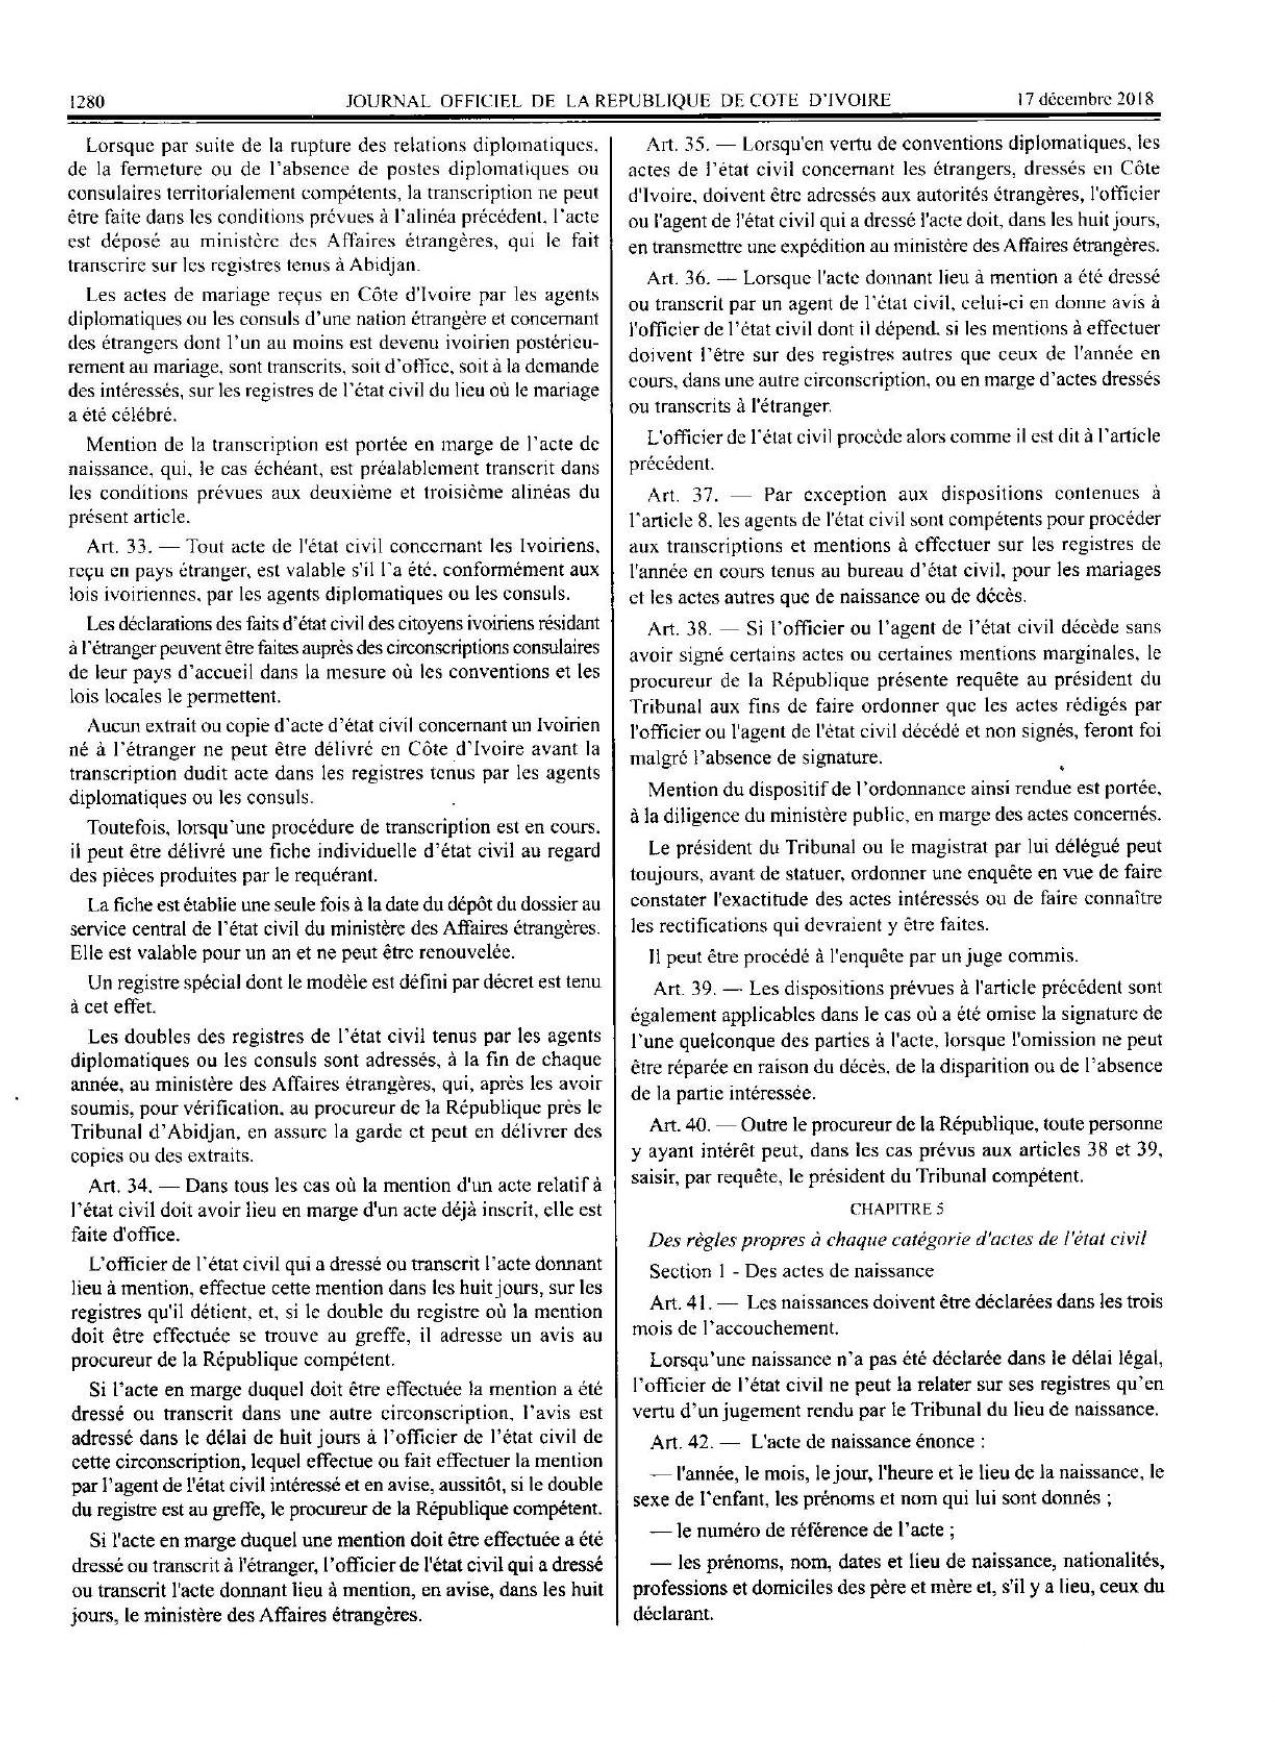 1280 JOURNAL OFFICIEL DE LA REPUBLIQUE DE COTE D'IVOIRE 17 décembre 2018
Lorsque par suite de la rupture des relations diplomatiques,
de la fermeture ou de l'absence de postes diplomatiques ou
consulaires territorialement compétents, la transcription ne peut
être faite dans les conditions prévues à l'alinéa précédent, l'acte
est déposé au ministère des Affaires étrangères, qui le fait
transcrire sur les registres tenus à Abidjan.
Les actes de mariage reçus en Côte d'Ivoire par les agents
diplomatiques ou les consuls d'une nation étrangère et concernant
des étrangers dont l'un au moins est devenu ivoirien postérieu-
rement au mariage, sont transcrits, soit d'office, soit à la demande
des intéressés, sur les registres de l'état civil du lieu où le mariage
a été célébré.
Mention de la transcription est portée en marge de l'acte de
naissance, qui, le cas échéant, est préalablement transcrit dans
les conditions prévues aux deuxième et troisième alinéas du
présent article.
Art. 33. — Tout acte de l'état civil concernant les Ivoiriens,
reçu en pays étranger, est valable s'il l'a été, conformément aux
lois ivoiriennes, par les agents diplomatiques ou les consuls.
Les déclarations des faits d'état civil des citoyens ivoiriens résidant
à l'étranger peuvent être faites auprès des circonscriptions consulaires
de leur pays d'accueil dans la mesure où les conventions et les
lois locales le permettent.
Aucun extrait ou copie d'acte d'état civil concernant un Ivoirien
né à l'étranger ne peut être délivré en Côte d'Ivoire avant la
transcription dudit acte dans les registres tenus par les agents
diplomatiques ou les consuls.
Toutefois, lorsqu'une procédure de transcription est en cours,
il peut être délivré une fiche individuelle d'état civil au regard
des pièces produites par le requérant.
La fiche est établie une seule fois à la date du dépôt du dossier au
service central de l'état civil du ministère des Affaires étrangères.
Elle est valable pour un an et ne peut être renouvelée.
Un registre spécial dont le modèle est défini par décret est tenu
à cet effet.
Les doubles des registres de l'état civil tenus par les agents
diplomatiques ou les consuls sont adressés, à la fin de chaque
année, au ministère des Affaires étrangères, qui, après les avoir
soumis, pour vérification, au procureur de la République près le
Tribunal d'Abidjan, en assure la garde et peut en délivrer des
copies ou des extraits.
Art. 34. — Dans tous les cas où la mention d'un acte relatif à
l'état civil doit avoir lieu en marge d'un acte déjà inscrit, elle est
faite d'office.
L'officier de l'état civil qui a dressé ou transcrit l'acte donnant
lieu à mention, effectue cette mention dans les huit jours, sur les
registres qu'il détient, et, si le double du registre où la mention
doit être effectuée se trouve au greffe, il adresse un avis au
procureur de la République compétent.
Si l'acte en marge duquel doit être effectuée la mention a été
dressé ou transcrit dans une autre circonscription, l'avis est
adressé dans le délai de huit jours à l'officier de l'état civil de
cette circonscription, lequel effectue ou fait effectuer la mention
par l'agent de l'état civil intéressé et en avise, aussitôt, si le double
du registre est au greffe, le procureur de la République compétent.
Si l'acte en marge duquel une mention doit être effectuée a été
dressé ou transcrit à l'étranger, l'officier de l'état civil qui a dressé
ou transcrit l'acte donnant lieu à mention, en avise, dans les huit
jours, le ministère des Affaires étrangères.
Art. 35. — Lorsqu'en vertu de conventions diplomatiques, les
actes de l'état civil concernant les étrangers, dressés en Côte
d'Ivoire, doivent être adressés aux autorités étrangères, l'officier
ou l'agent de l'état civil qui a dressé l'acte doit, dans les huit jours,
en transmettre une expédition au ministère des Affaires étrangères.
Art. 36. — Lorsque l'acte donnant lieu à mention a été dressé
ou transcrit par un agent de l'état civil, celui-ci en donne avis à
l'officier de l'état civil dont il dépend, si les mentions à effectuer
doivent l'être sur des registres autres que ceux de l'année en
cours, dans une autre circonscription, ou en marge d'actes dressés
ou transcrits à l'étranger.
L'officier de l'état civil procède alors comme il est dit à l'article
précédent.
Art. 37. — Par exception aux dispositions contenues à
l'article 8, les agents de l'état civil sont compétents pour procéder
aux transcriptions et mentions à effectuer sur les registres de
l'année en cours tenus au bureau d'état civil, pour les mariages
et les actes autres que de naissance ou de décès.
Art. 38. — Si l'officier ou l'agent de l'état civil décède sans
avoir signé certains actes ou certaines mentions marginales, le
procureur de la République présente requête au président du
Tribunal aux fins de faire ordonner que les actes rédigés par
l'officier ou l'agent de l'état civil décédé et non signés, feront foi
malgré l'absence de signature.
Mention du dispositif de l'ordonnance ainsi rendue est portée,
à la diligence du ministère public, en marge des actes concernés.
Le président du Tribunal ou le magistrat par lui délégué peut
toujours, avant de statuer, ordonner une enquête en vue de faire
constater l'exactitude des actes intéressés ou de faire connaître
les rectifications qui devraient y être faites.
Il peut être procédé à l'enquête par un juge commis.
Art. 39. — Les dispositions prévues à l'article précédent sont
également applicables dans le cas où a été omise la signature de
l'une quelconque des parties à l'acte, lorsque l'omission ne peut
être réparée en raison du décès, de la disparition ou de l'absence
de la partie intéressée.
Art. 40. — Outre le procureur de la République, toute personne
y ayant intérêt peut, dans les cas prévus aux articles 38 et 39,
saisir, par requête, le président du Tribunal compétent.
CHAPITRE 5
Des règles propres à chaque catégorie d'actes de l'état civil
Section 1 - Des actes de naissance
Art. 41. — Les naissances doivent être déclarées dans les trois
mois de l'accouchement.
Lorsqu'une naissance n'a pas été déclarée dans le délai légal,
l'officier de l'état civil ne peut la relater sur ses registres qu'en
vertu d'un jugement rendu par le Tribunal du lieu de naissance.
Art. 42. — L'acte de naissance énonce :
— l'année, le mois, le jour, l'heure et le lieu de la naissance, le
sexe de l'enfant, les prénoms et nom qui lui sont donnés ;
— le numéro de référence de l'acte ;
— les prénoms, nom, dates et lieu de naissance, nationalités,
professions et domiciles des père et mère et, s'il y a lieu, ceux du
déclarant.